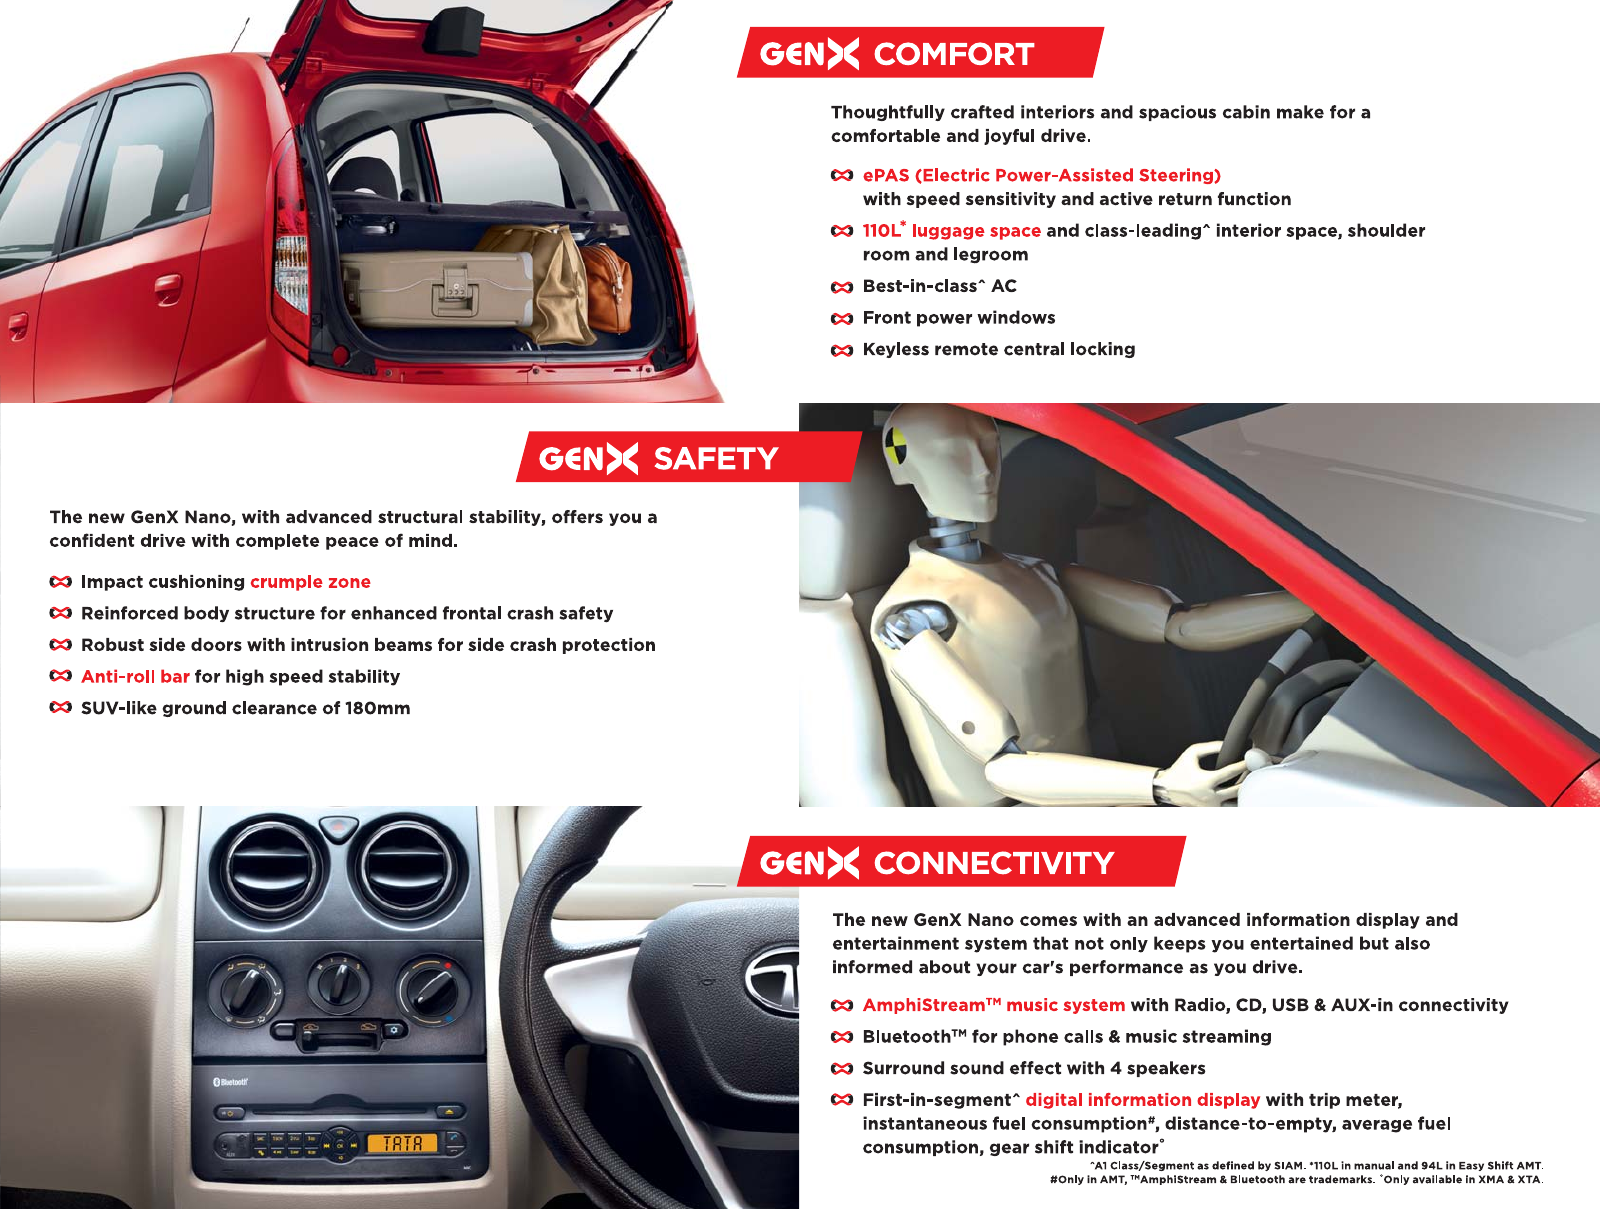 GENX COMFORT
Thoughtfully crafted interiors and spacious cabin make for a
comfortable and joyful drive.
ePAS (Electric Power-Assisted Steering)
with speed sensitivity and active return function
110L* luggage space and class-leading^ interior space, shoulder
room and legroom
Best-in-class^ AC
Front power windows
Keyless remote central locking
GENX SAFETY
The new GenX Nano, with advanced structural stability, offers you a
confident drive with complete peace of mind.
Impact cushioning crumple zone
Reinforced body structure for enhanced frontal crash safety
Robust side doors with intrusion beams for side crash protection
Anti-roll bar for high speed stability
SUV-like ground clearance of 180mm
Bluetooth
TATA
GENX CONNECTIVITY
The new GenX Nano comes with an advanced information display and
entertainment system that not only keeps you entertained but also
informed about your car's performance as you drive.
AmphiStream™ music system with Radio, CD, USB & AUX-in connectivity
Bluetooth™ for phone calls & music streaming
Surround sound effect with 4 speakers
First-in-segment^ digital information display with trip meter,
instantaneous fuel consumption#, distance-to-empty, average fuel
consumption, gear shift indicator°
^A1 Class/Segment as defined by SIAM. *110L in manual and 94L in Easy Shift AMT.
#Only in AMT, ™AmphiStream & Bluetooth are trademarks. °Only available in XMA & XTA.